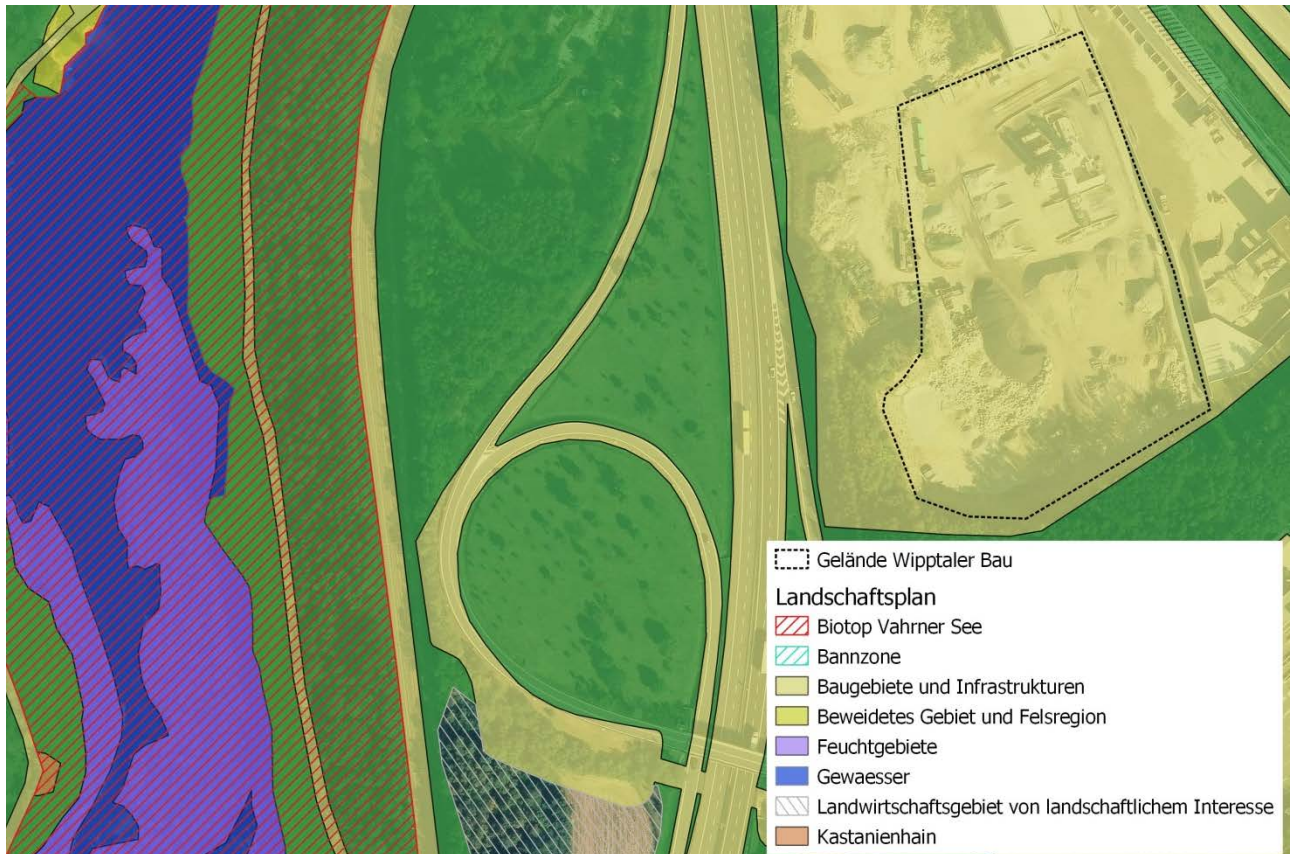 Gelände Wipptaler Bau
Landschaftsplan
Biotop Vahrner See
Bannzone
Baugebiete und Infrastrukturen
Beweidetes Gebiet und Felsregion
Feuchtgebiete
Gewaesser
Landwirtschaftsgebiet von landschaftlichem Interesse
Kastanienhain